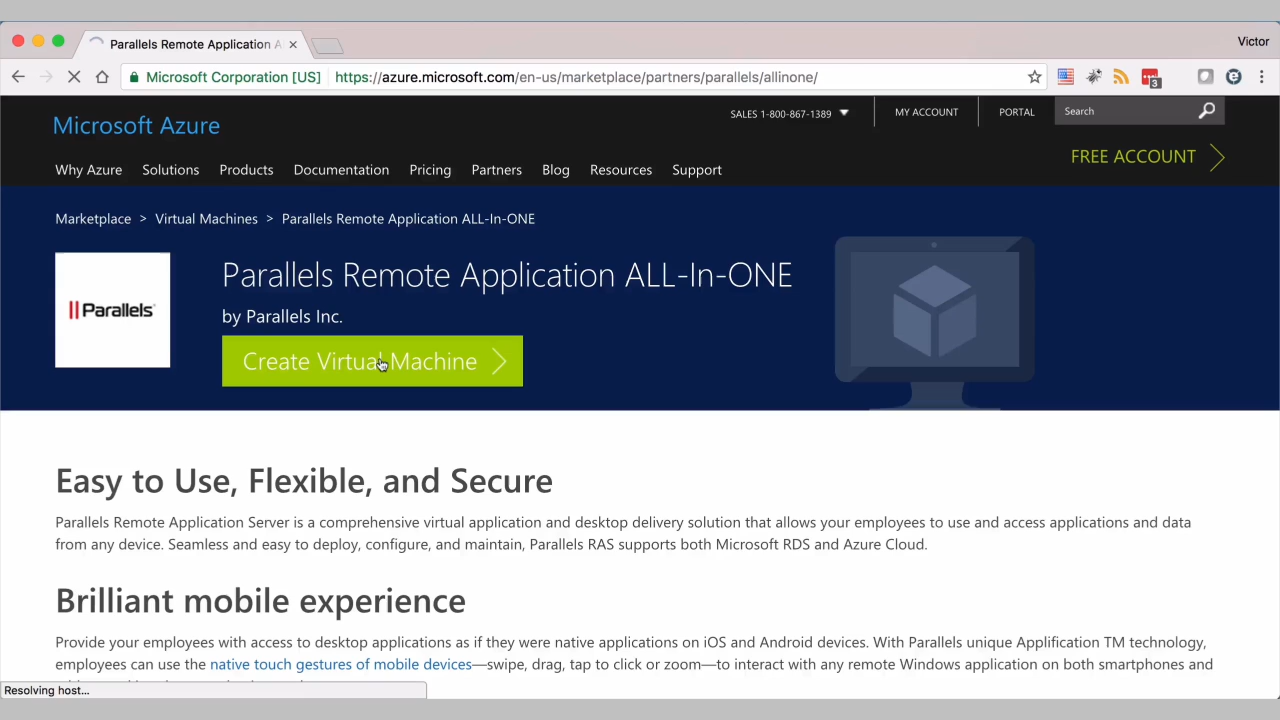 Parallels Remote Application A
Victor
Microsoft Corporation [US]
https://azure.microsoft.com/en-us/marketplace/partners/parallels/allinone/
3
Microsoft Azure
SALES 1-800-867-1389
MY ACCOUNT
PORTAL
Search
FREE ACCOUNT
Why Azure Solutions Products Documentation Pricing Partners Blog Resources Support
Marketplace > Virtual Machines > Parallels Remote Application ALL-In-ONE
Parallels
Parallels Remote Application ALL-In-ONE
by Parallels Inc.
Create Virtual Machine
Easy to Use, Flexible, and Secure
Parallels Remote Application Server is a comprehensive virtual application and desktop delivery solution that allows your employees to use and access applications and data
from any device. Seamless and easy to deploy, configure, and maintain, Parallels RAS supports both Microsoft RDS and Azure Cloud.
Brilliant mobile experience
Provide your employees with access to desktop applications as if they were native applications on iOS and Android devices. With Parallels unique Applification TM technology,
employees can use the native touch gestures of mobile devices—swipe, drag, tap to click or zoom—to interact with any remote Windows application on both smartphones and
Resolving host...